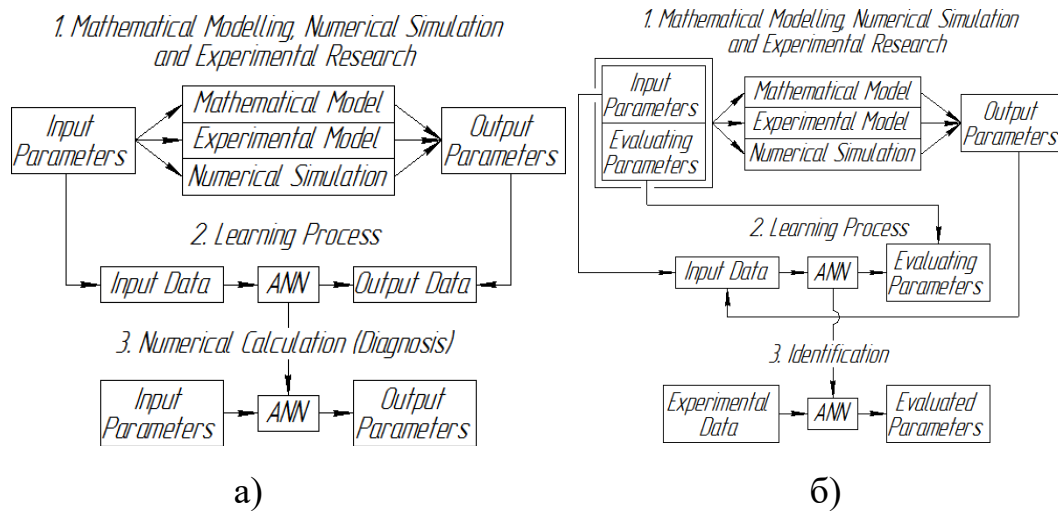 1. Mathematical Modelling, Numerical Simulation
and Experimental Research
Input
Parameters
Mathematical Model
Experimental Model
Numerical Simulation
Output
Parameters
2. Learning Process
Input Data
ANN
Output Data
3. Numerical Calculation (Diagnosis)
Input
Parameters
ANN
Output
Parameters
а)
1. Mathematical Modelling, Numerical Simulation
and Experimental Research
Input
Parameters
Evaluating
Parameters
Mathematical Model
Experimental Model
Numerical Simulation
Output
Parameters
2. Learning Process
Input Data
ANN
Evaluating
Parameters
3. Identification
Experimental
Data
ANN
Evaluated
Parameters
б)